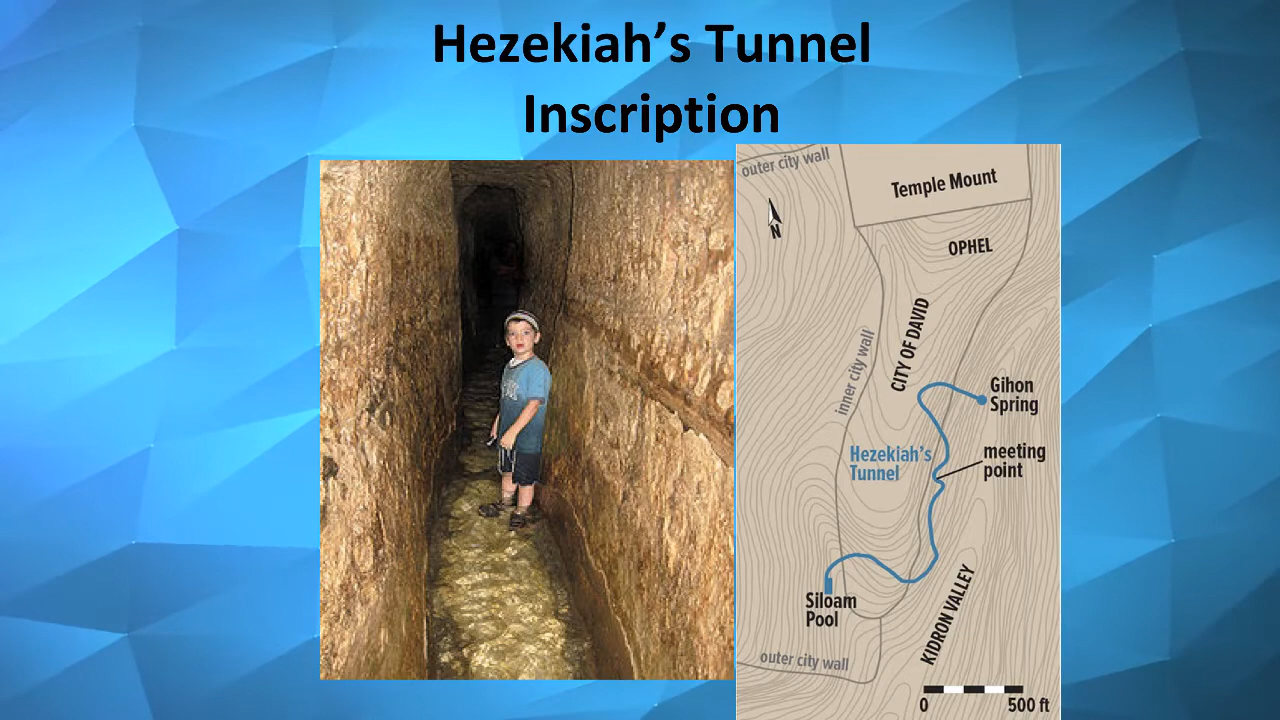 Hezekiah’s Tunnel
Inscription
outer city wall
Temple Mount
N
OPHEL
CITY OF DAVID
inner city wall
Gihon
Spring
Hezekiah’s
Tunnel
meeting
point
Siloam
Pool
KIDRON VALLEY
outer city wall
0 500 ft